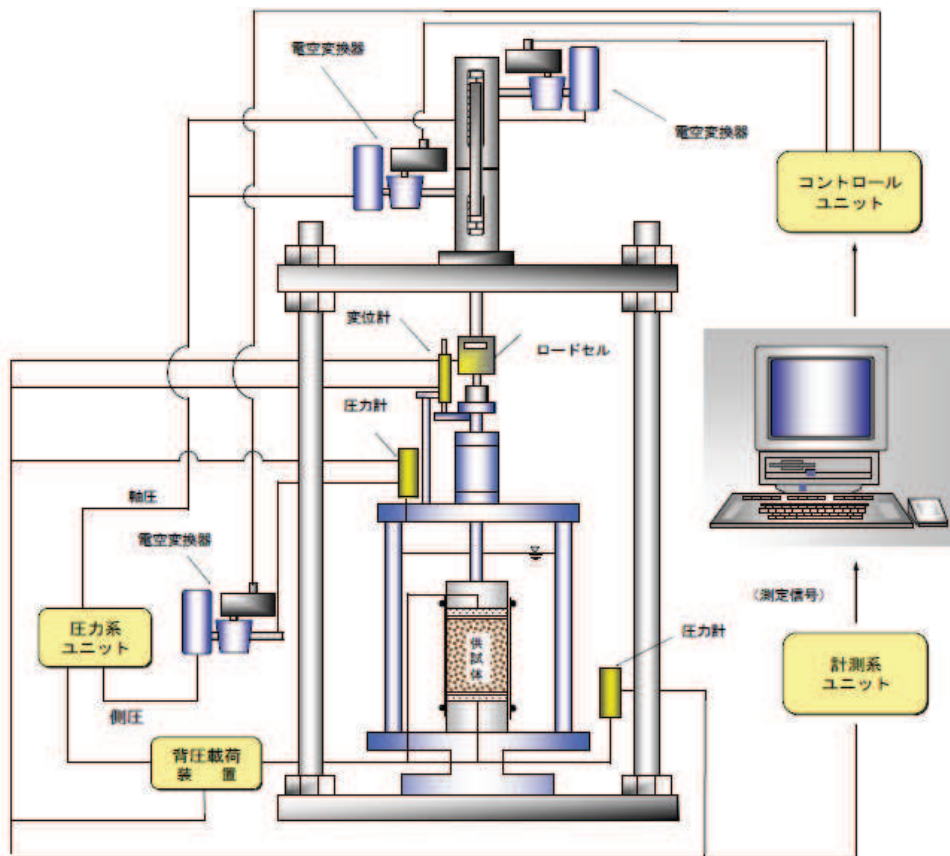 電空変換器
電空変換器
コントロール
ユニット
変位計
ロードセル
圧力計
軸圧
電空変換器
(測定信号)
圧力系
ユニット
供試体
圧力計
計測系
ユニット
側圧
背圧載荷
装 置